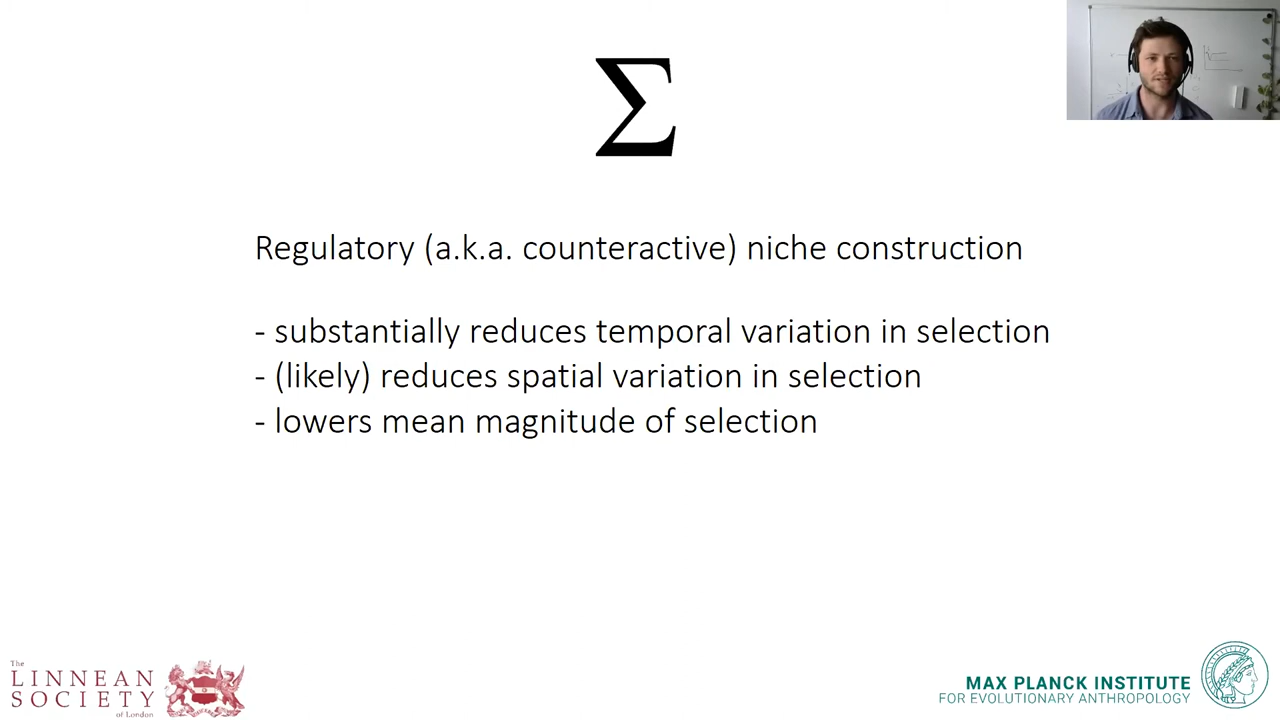 Σ
Regulatory (a.k.a. counteractive) niche construction
- substantially reduces temporal variation in selection
- (likely) reduces spatial variation in selection
- lowers mean magnitude of selection
The
LINNEAN
SOCIETY
of London
MAX PLANCK INSTITUTE
FOR EVOLUTIONARY ANTHROPOLOGY